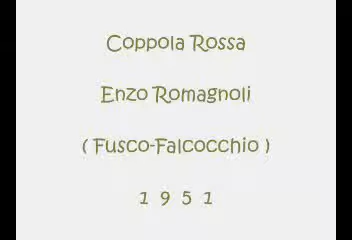 Coppola Rossa
Enzo Romagnoli
( Fusco-Falcocchio )
1 9 5 1